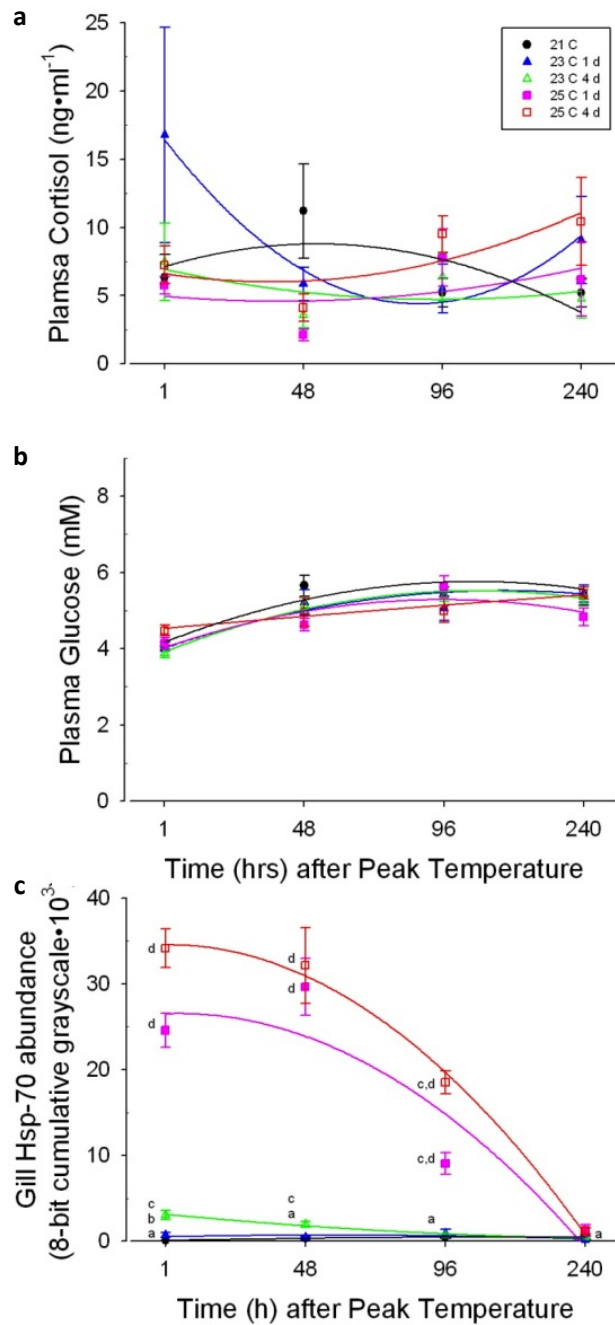 a
Plamsa Cortisol (ng•ml⁻¹)
25
20
15
10
5
0
21 C
23 C 1 d
23 C 4 d
25 C 1 d
25 C 4 d
1 48 96 240
b
Plasma Glucose (mM)
8
6
4
2
0
1 48 96 240
Time (hrs) after Peak Temperature
c
Gill Hsp-70 abundance
(8-bit cumulative grayscale•10³⁻
40
30
20
10
0
d
d
d
d
c,d
c,d
c
b
a
c
a
a
a
1 48 96 240
Time (h) after Peak Temperature